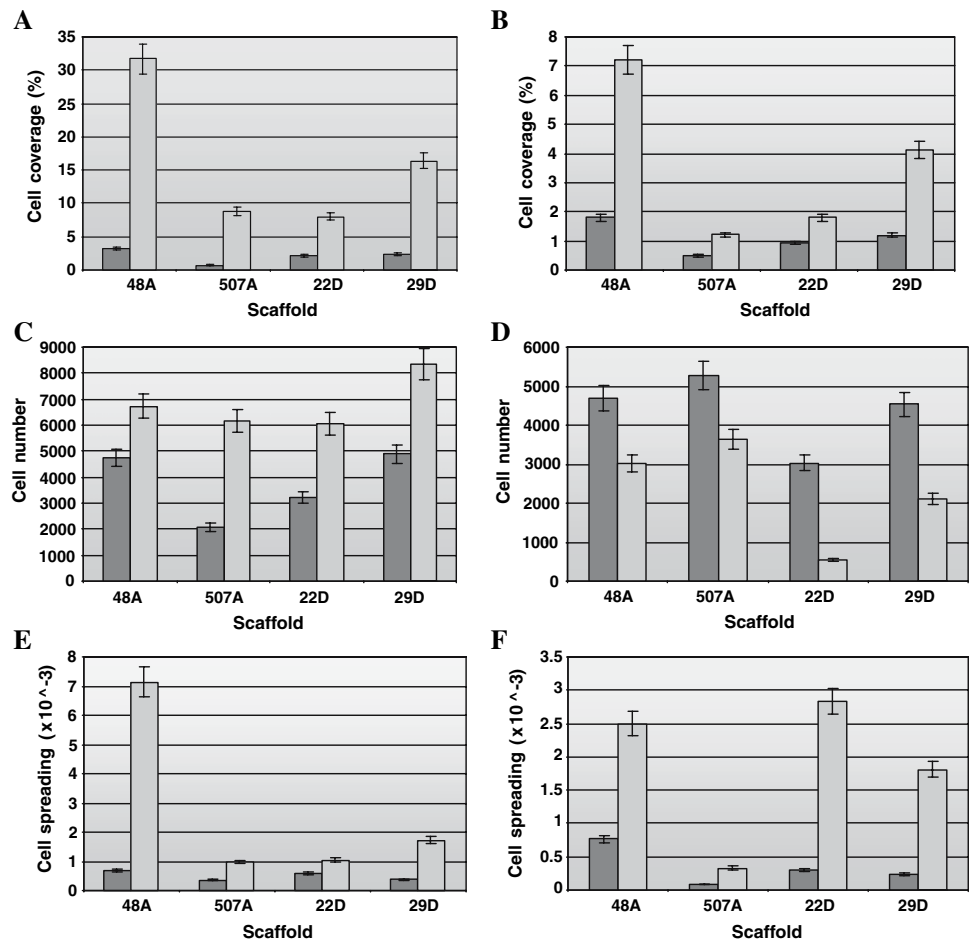 A
Cell coverage (%)
35
30
25
20
15
10
5
0
48A 507A 22D 29D
Scaffold
B
Cell coverage (%)
8
7
6
5
4
3
2
1
0
48A 507A 22D 29D
Scaffold
C
Cell number
9000
8000
7000
6000
5000
4000
3000
2000
1000
0
48A 507A 22D 29D
Scaffold
D
Cell number
6000
5000
4000
3000
2000
1000
0
48A 507A 22D 29D
Scaffold
E
Cell spreading (x10^-3)
8
7
6
5
4
3
2
1
0
48A 507A 22D 29D
Scaffold
F
Cell spreading (x10^-3)
3.5
3
2.5
2
1.5
1
0.5
0
48A 507A 22D 29D
Scaffold